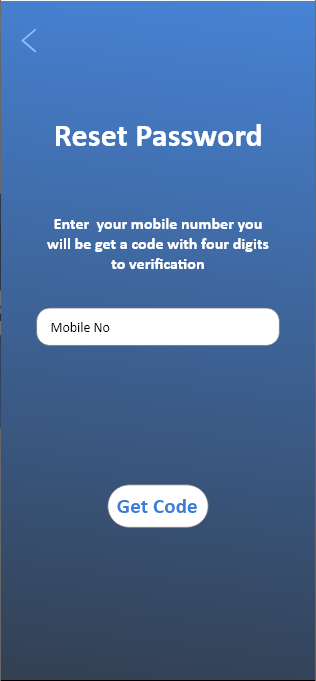 Reset Password
Enter  your mobile number you
will be get a code with four digits
to verification
Mobile No
Get Code